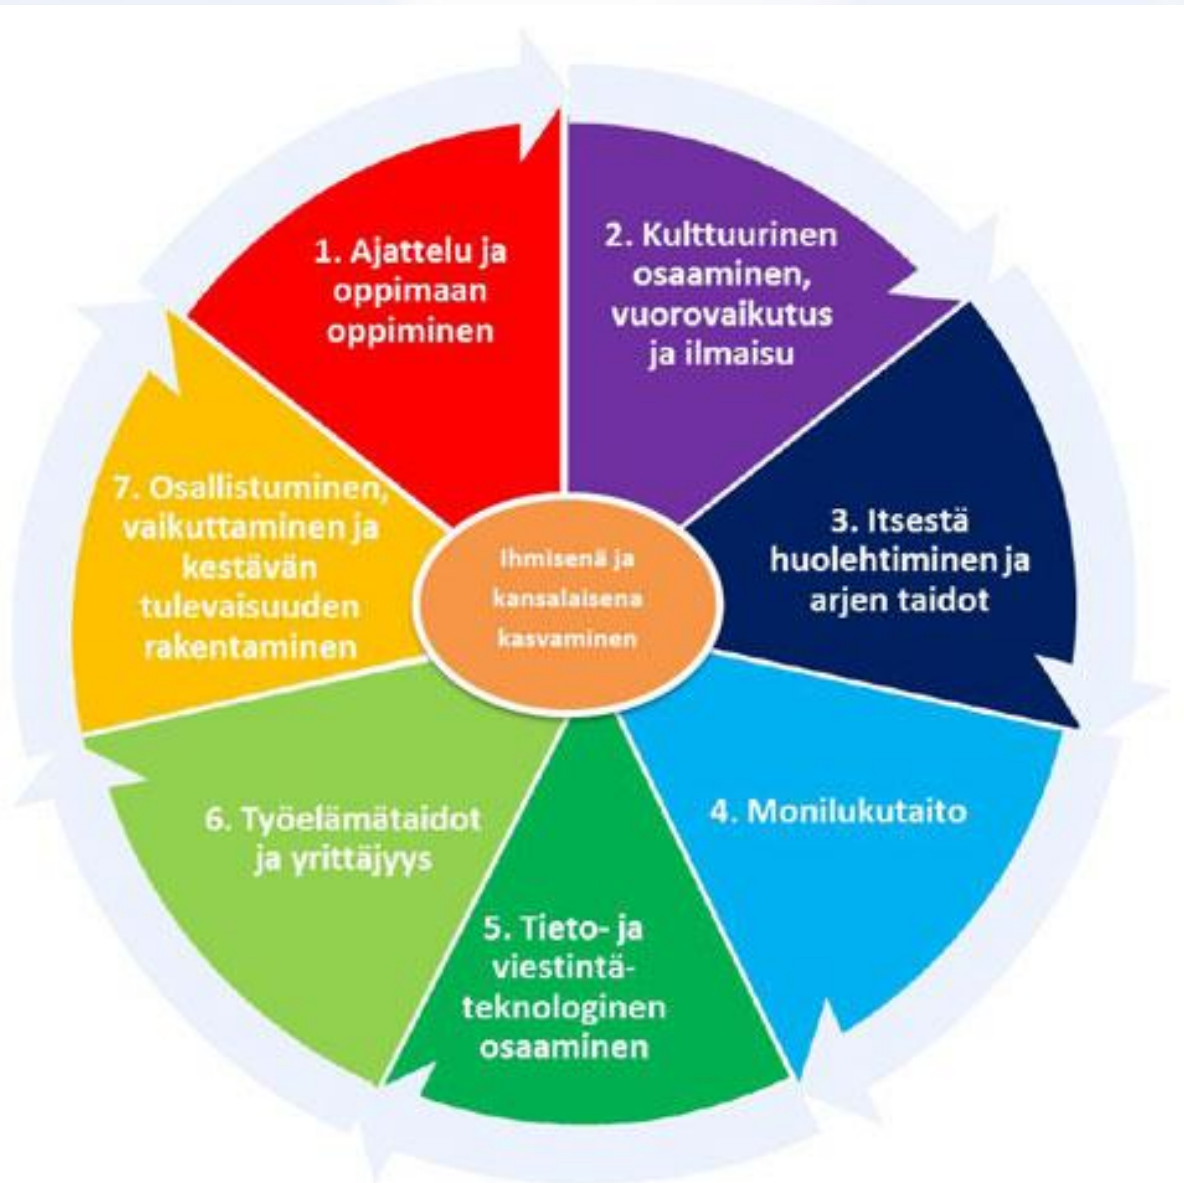 1. Ajattelu ja
oppimaan
oppiminen
2. Kulttuurinen
osaaminen,
vuorovaikutus
ja ilmaisu
3. Itsestä
huolehtiminen ja
arjen taidot
4. Monilukutaito
5. Tieto- ja
viestintä-
teknologinen
osaaminen
6. Työelämätaidot
ja yrittäjyys
7. Osallistuminen,
vaikuttaminen ja
kestävän
tulevaisuuden
rakentaminen
Ihmisenä ja
kansalaisena
kasvaminen